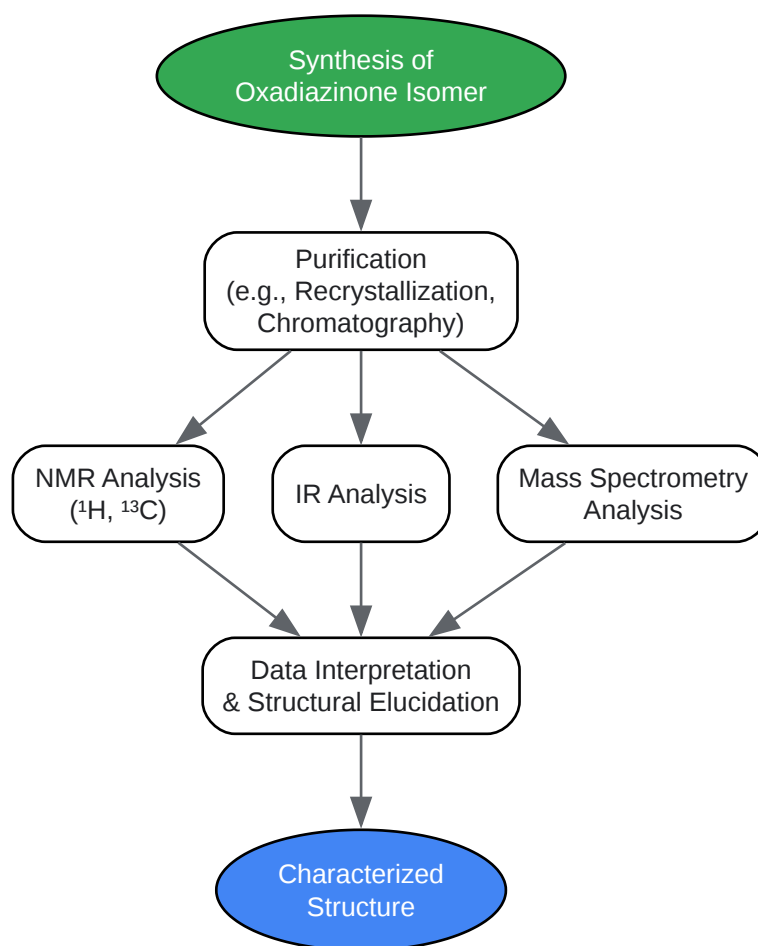 Synthesis of
Oxadiazinone Isomer
Purification
(e.g., Recrystallization,
Chromatography)
NMR Analysis
(¹H, ¹³C)
IR Analysis
Mass Spectrometry
Analysis
Data Interpretation
& Structural Elucidation
Characterized
Structure